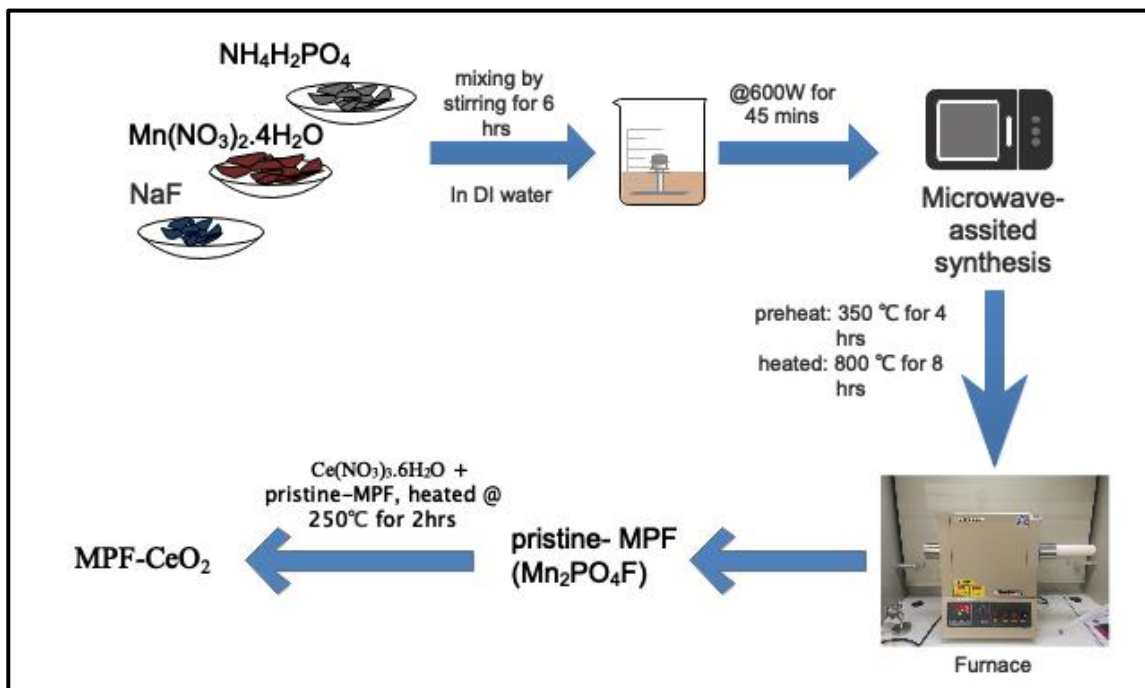 NH4H2PO4
Mn(NO3)2.4H2O
NaF
mixing by
stirring for 6
hrs
In DI water
@600W for
45 mins
Microwave-
assited
synthesis
preheat: 350 ℃ for 4
hrs
heated: 800 ℃ for 8
hrs
Furnace
pristine- MPF
(Mn₂PO₄F)
Ce(NO₃)₃.6H₂O +
pristine-MPF, heated @
250℃ for 2hrs
MPF-CeO₂